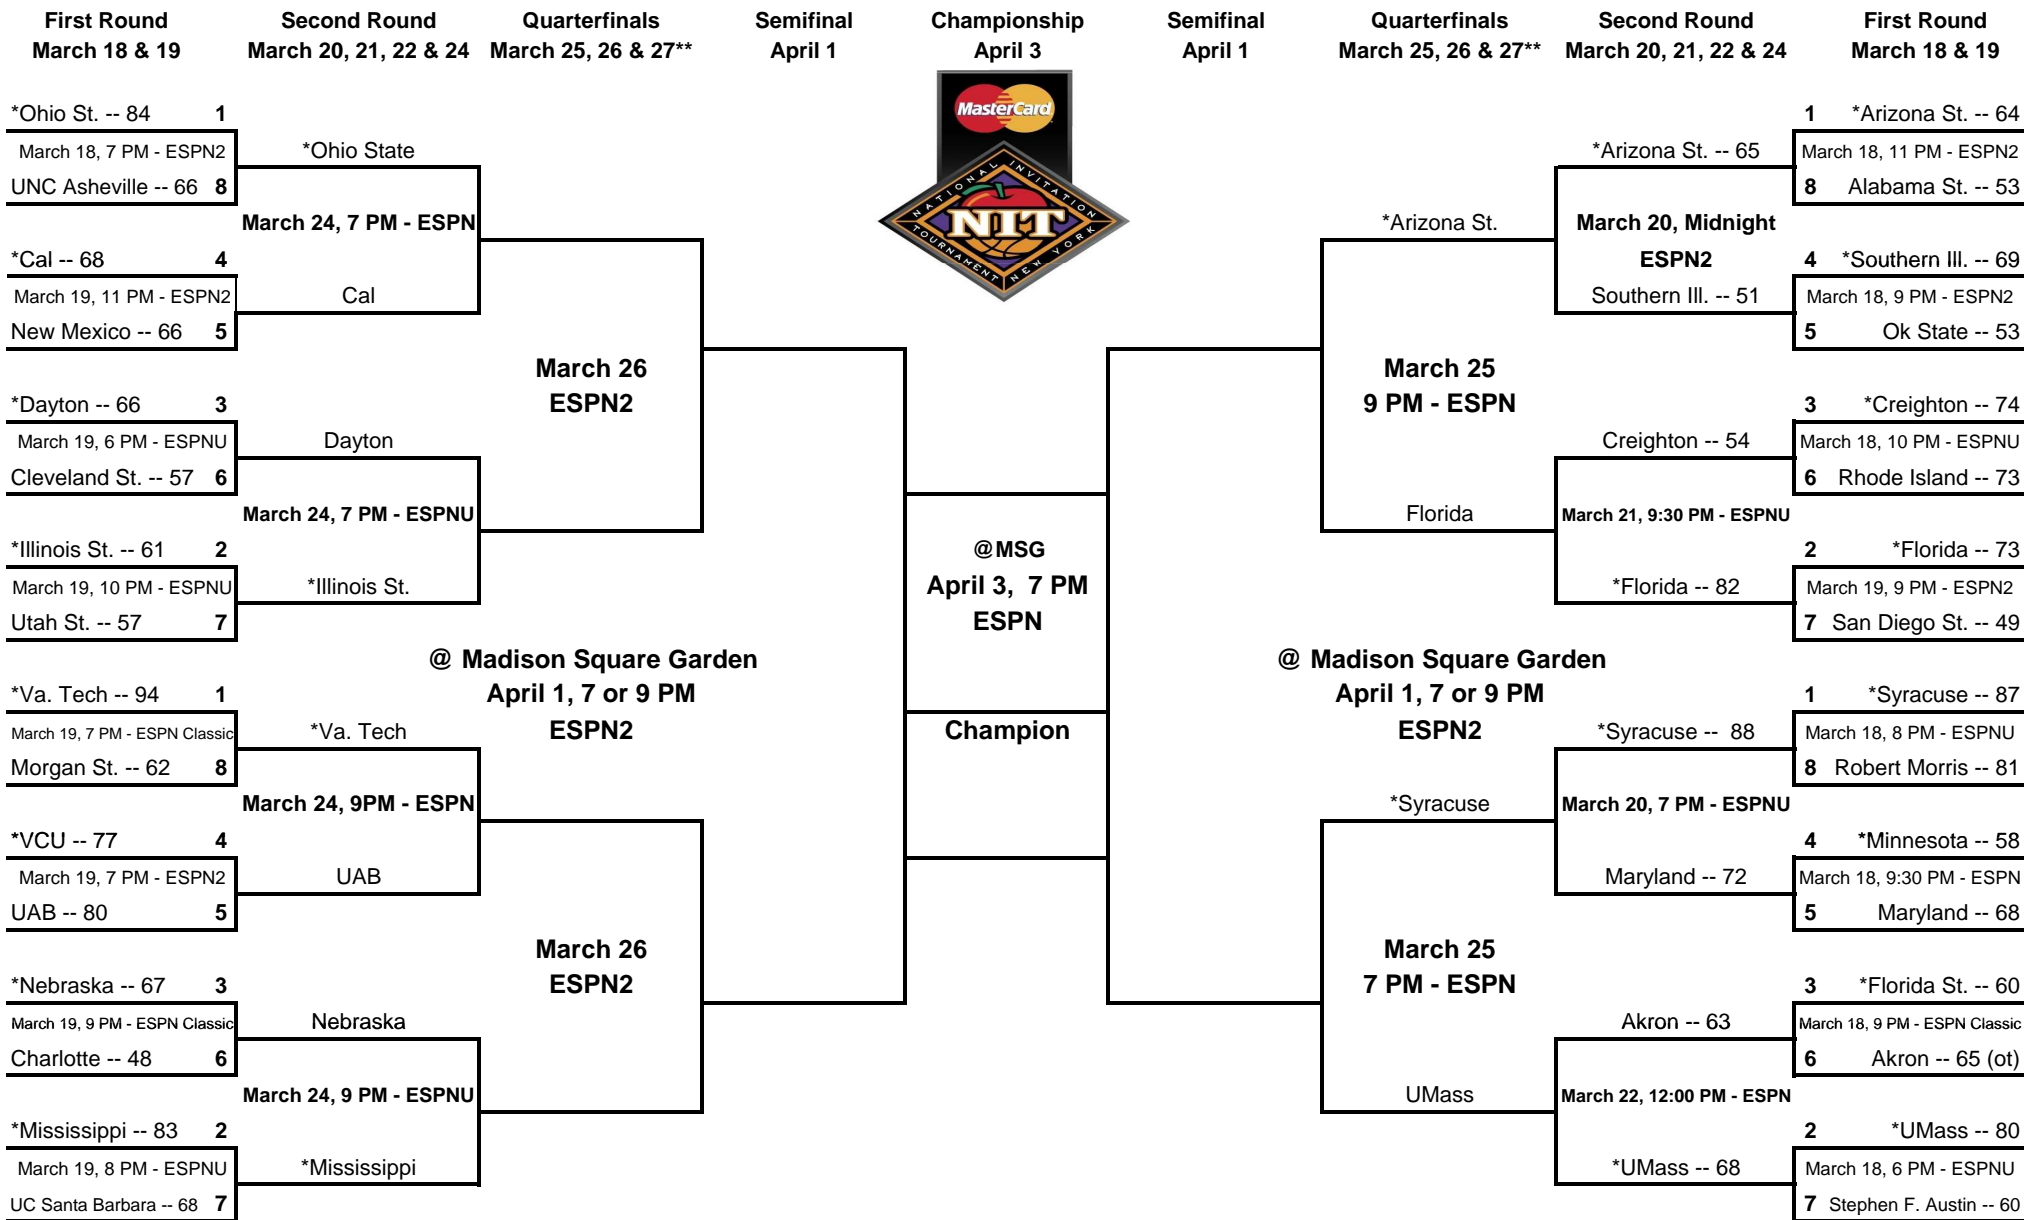 First Round
March 18 & 19
Second Round
March 20, 21, 22 & 24
Quarterfinals
March 25, 26 & 27**
Semifinal
April 1
Championship
April 3
Semifinal
April 1
Quarterfinals
March 25, 26 & 27**
Second Round
March 20, 21, 22 & 24
First Round
March 18 & 19
MasterCard
NATIONAL INVITATION
NIT
TOURNAMENT NEW YORK
*Ohio St. -- 84 1
March 18, 7 PM - ESPN2
UNC Asheville -- 66 8
*Cal -- 68 4
March 19, 11 PM - ESPN2
New Mexico -- 66 5
*Dayton -- 66 3
March 19, 6 PM - ESPNU
Cleveland St. -- 57 6
*Illinois St. -- 61 2
March 19, 10 PM - ESPNU
Utah St. -- 57 7
*Va. Tech -- 94 1
March 19, 7 PM - ESPN Classic
Morgan St. -- 62 8
*VCU -- 77 4
March 19, 7 PM - ESPN2
UAB -- 80 5
*Nebraska -- 67 3
March 19, 9 PM - ESPN Classic
Charlotte -- 48 6
*Mississippi -- 83 2
March 19, 8 PM - ESPNU
UC Santa Barbara -- 68 7
*Ohio State
March 24, 7 PM - ESPN
Cal
Dayton
March 24, 7 PM - ESPNU
*Illinois St.
*Va. Tech
March 24, 9PM - ESPN
UAB
Nebraska
March 24, 9 PM - ESPNU
*Mississippi
March 26
ESPN2
@ Madison Square Garden
April 1, 7 or 9 PM
ESPN2
March 26
ESPN2
@MSG
April 3, 7 PM
ESPN
Champion
*Arizona St.
March 25
9 PM - ESPN
Florida
@ Madison Square Garden
April 1, 7 or 9 PM
ESPN2
*Syracuse
March 25
7 PM - ESPN
UMass
*Arizona St. -- 65
March 20, Midnight
ESPN2
Southern Ill. -- 51
Creighton -- 54
March 21, 9:30 PM - ESPNU
*Florida -- 82
*Syracuse -- 88
March 20, 7 PM - ESPNU
Maryland -- 72
Akron -- 63
March 22, 12:00 PM - ESPN
*UMass -- 68
1 *Arizona St. -- 64
March 18, 11 PM - ESPN2
8 Alabama St. -- 53
4 *Southern Ill. -- 69
March 18, 9 PM - ESPN2
5 Ok State -- 53
3 *Creighton -- 74
March 18, 10 PM - ESPNU
6 Rhode Island -- 73
2 *Florida -- 73
March 19, 9 PM - ESPN2
7 San Diego St. -- 49
1 *Syracuse -- 87
March 18, 8 PM - ESPNU
8 Robert Morris -- 81
4 *Minnesota -- 58
March 18, 9:30 PM - ESPN
5 Maryland -- 68
3 *Florida St. -- 60
March 18, 9 PM - ESPN Classic
6 Akron -- 65 (ot)
2 *UMass -- 80
March 18, 6 PM - ESPNU
7 Stephen F. Austin -- 60